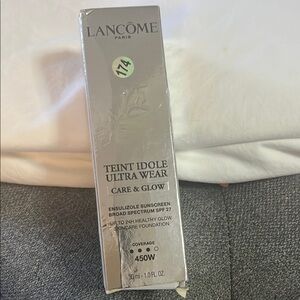 LANCÔME
PARIS
174
TEINT IDOLE
ULTRA WEAR
CARE & GLOW
ENSULIZOLE SUNSCREEN
BROAD SPECTRUM SPF 27
UP TO 24H HEALTHY GLOW
SKINCARE FOUNDATION
COVERAGE
450W
30 ml - 1.0 FL. OZ.